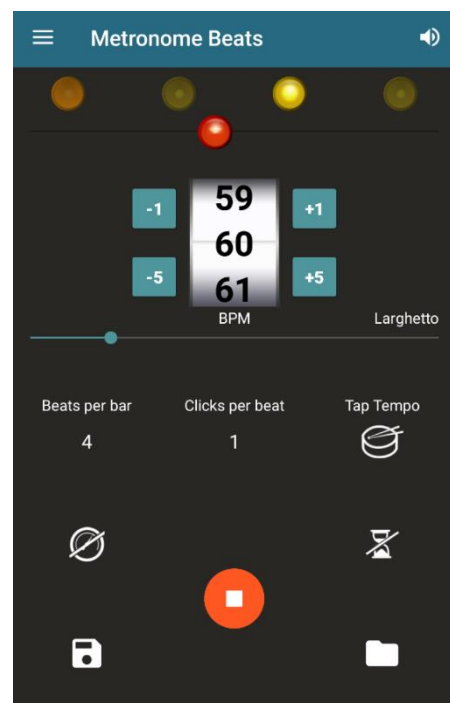 Metronome Beats
59
-1 +1
60
-5 +5
61
BPM Larghetto
Beats per bar Clicks per beat Tap Tempo
4 1